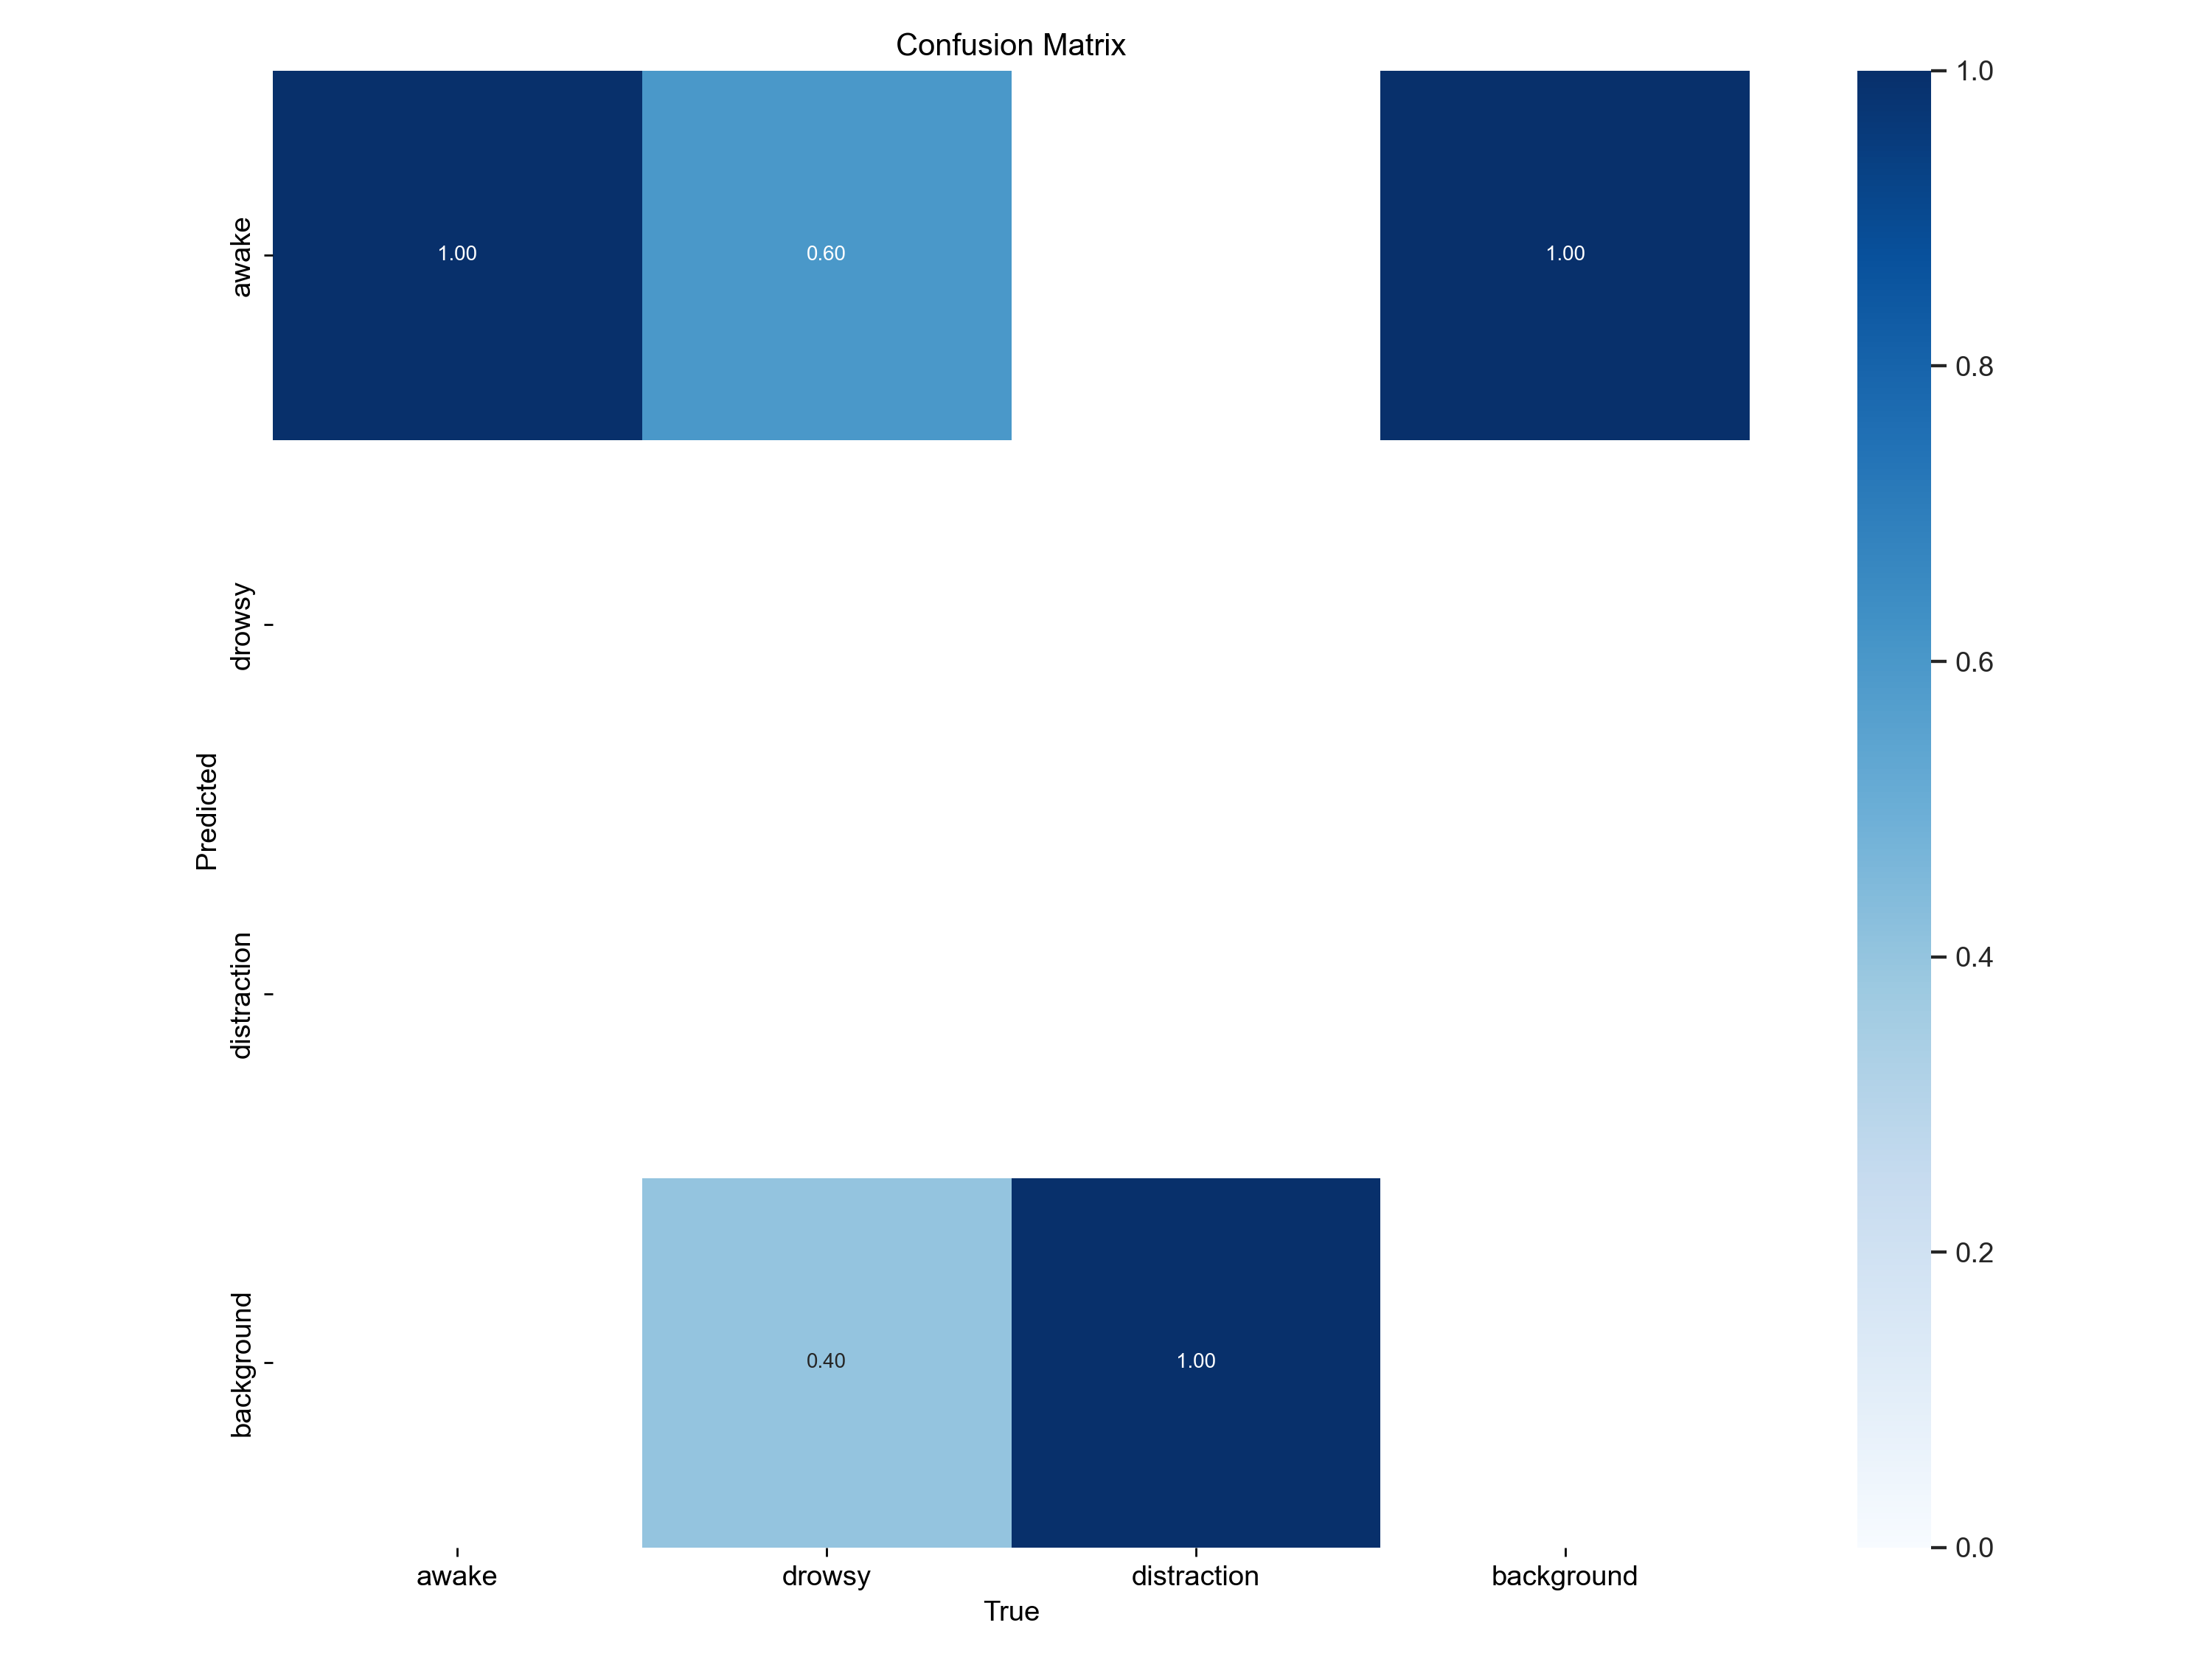 Confusion Matrix
1.0
0.8
0.6
0.4
0.2
0.0
awake
1.00
0.60
1.00
drowsy
Predicted
distraction
background
0.40
1.00
awake
drowsy
distraction
background
True